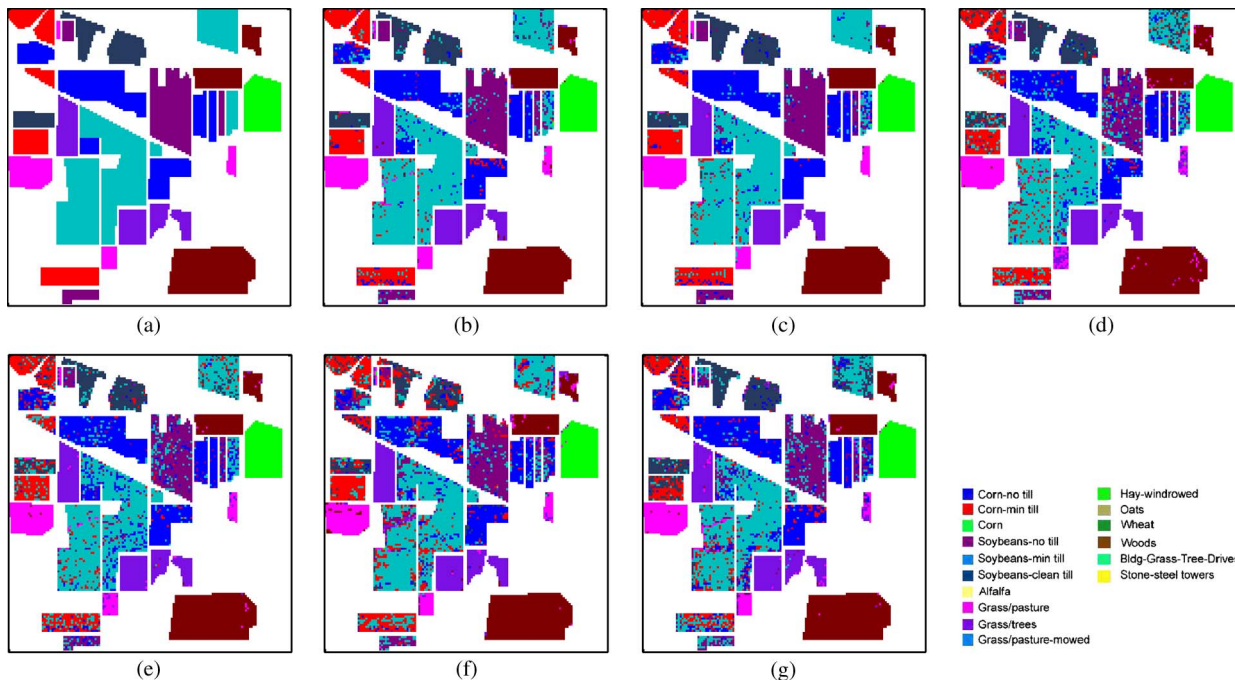 (a)
(b)
(c)
(d)
(e)
(f)
(g)
Corn-no till
Corn-min till
Corn
Soybeans-no till
Soybeans-min till
Soybeans-clean till
Alfalfa
Grass/pasture
Grass/trees
Grass/pasture-mowed
Hay-windrowed
Oats
Wheat
Woods
Bldg-Grass-Tree-Drives
Stone-steel towers